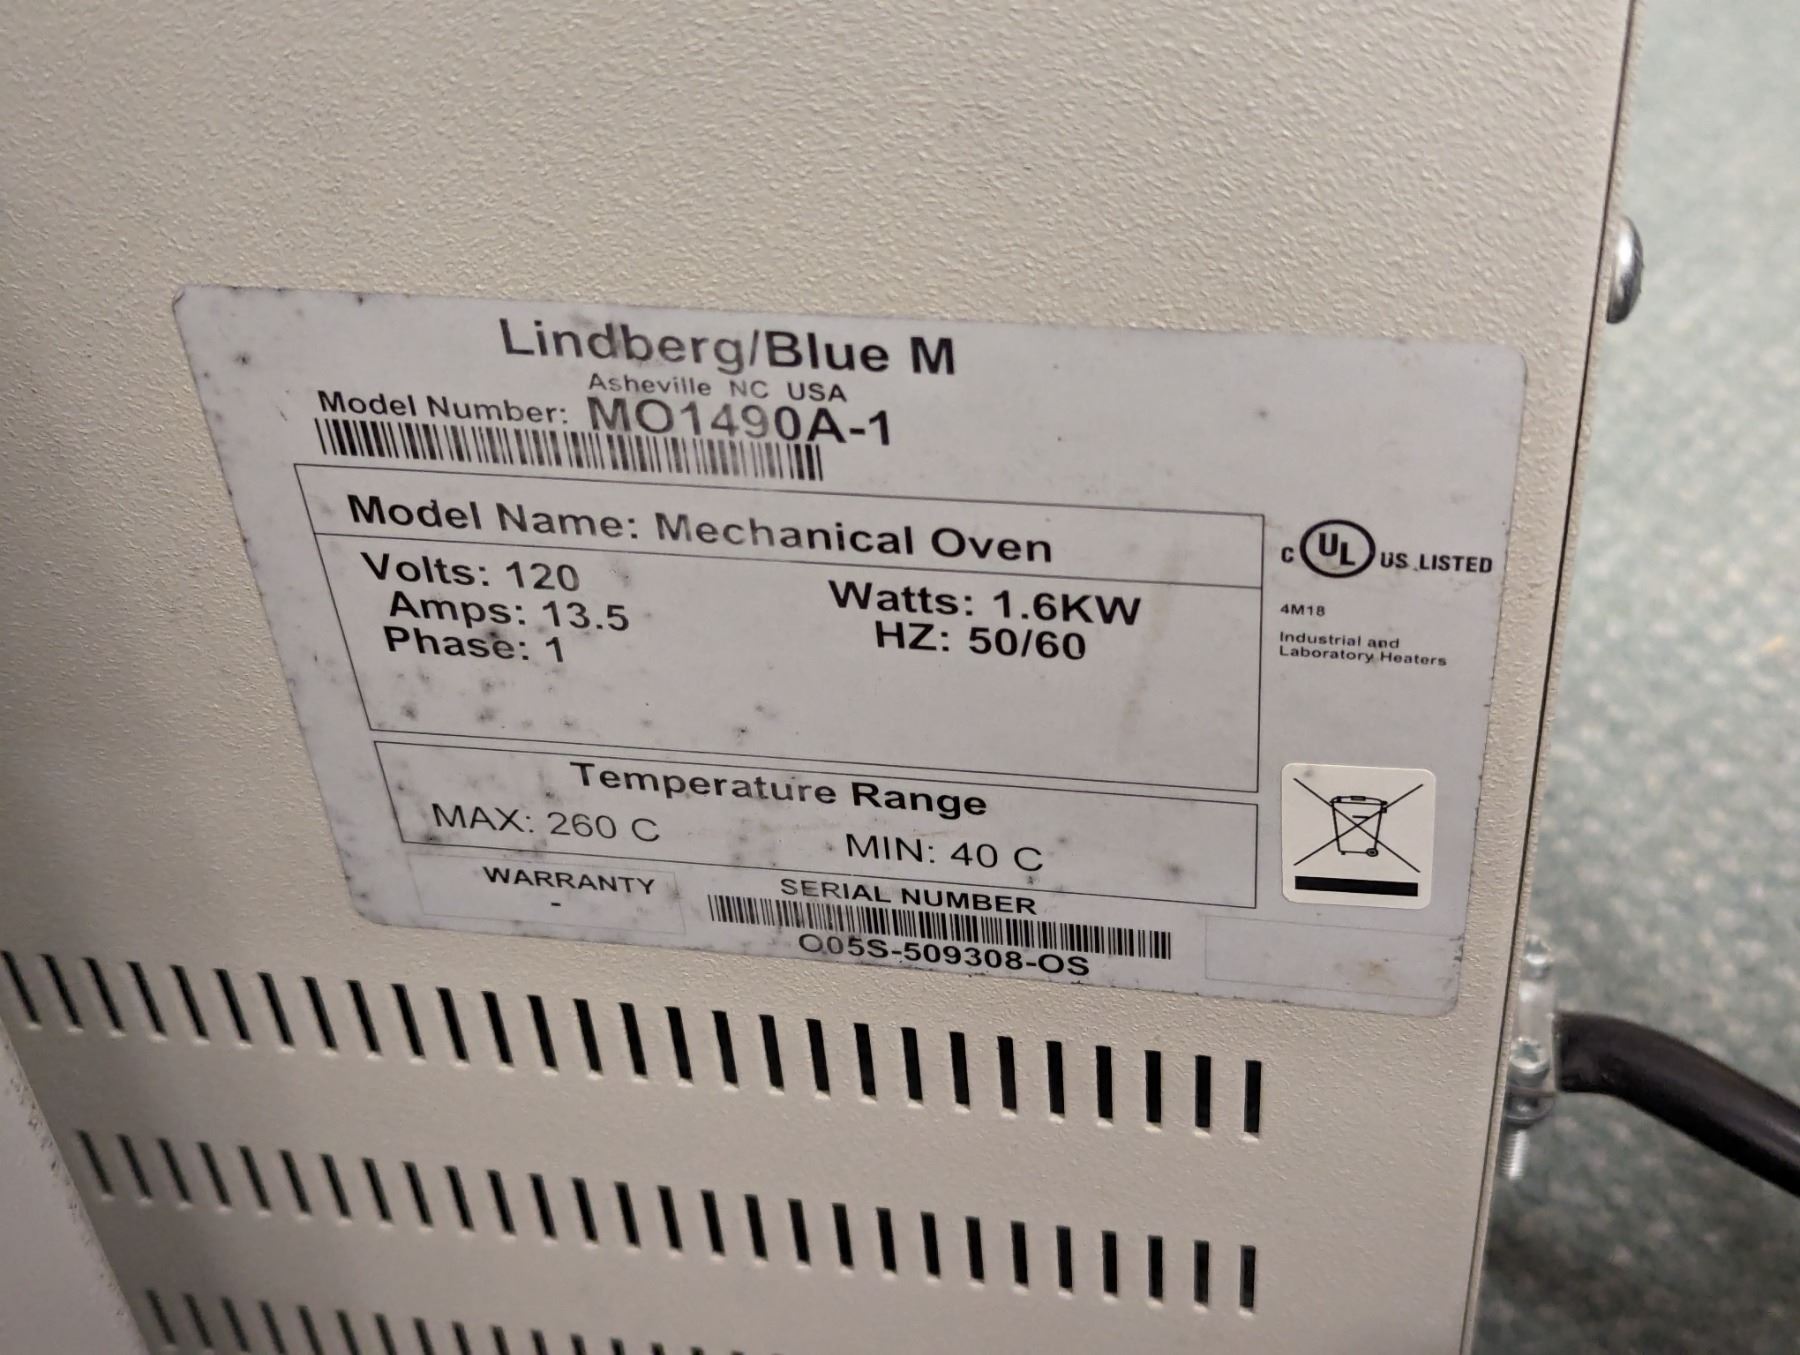 Lindberg/Blue M
Asheville NC USA
Model Number: MO1490A-1
Model Name: Mechanical Oven
Volts: 120
Watts: 1.6KW
Amps: 13.5
HZ: 50/60
Phase: 1
C UL US LISTED
4M18
Industrial and
Laboratory Heaters
Temperature Range
MAX: 260 C
MIN: 40 C
WARRANTY
-
SERIAL NUMBER
O05S-509308-OS